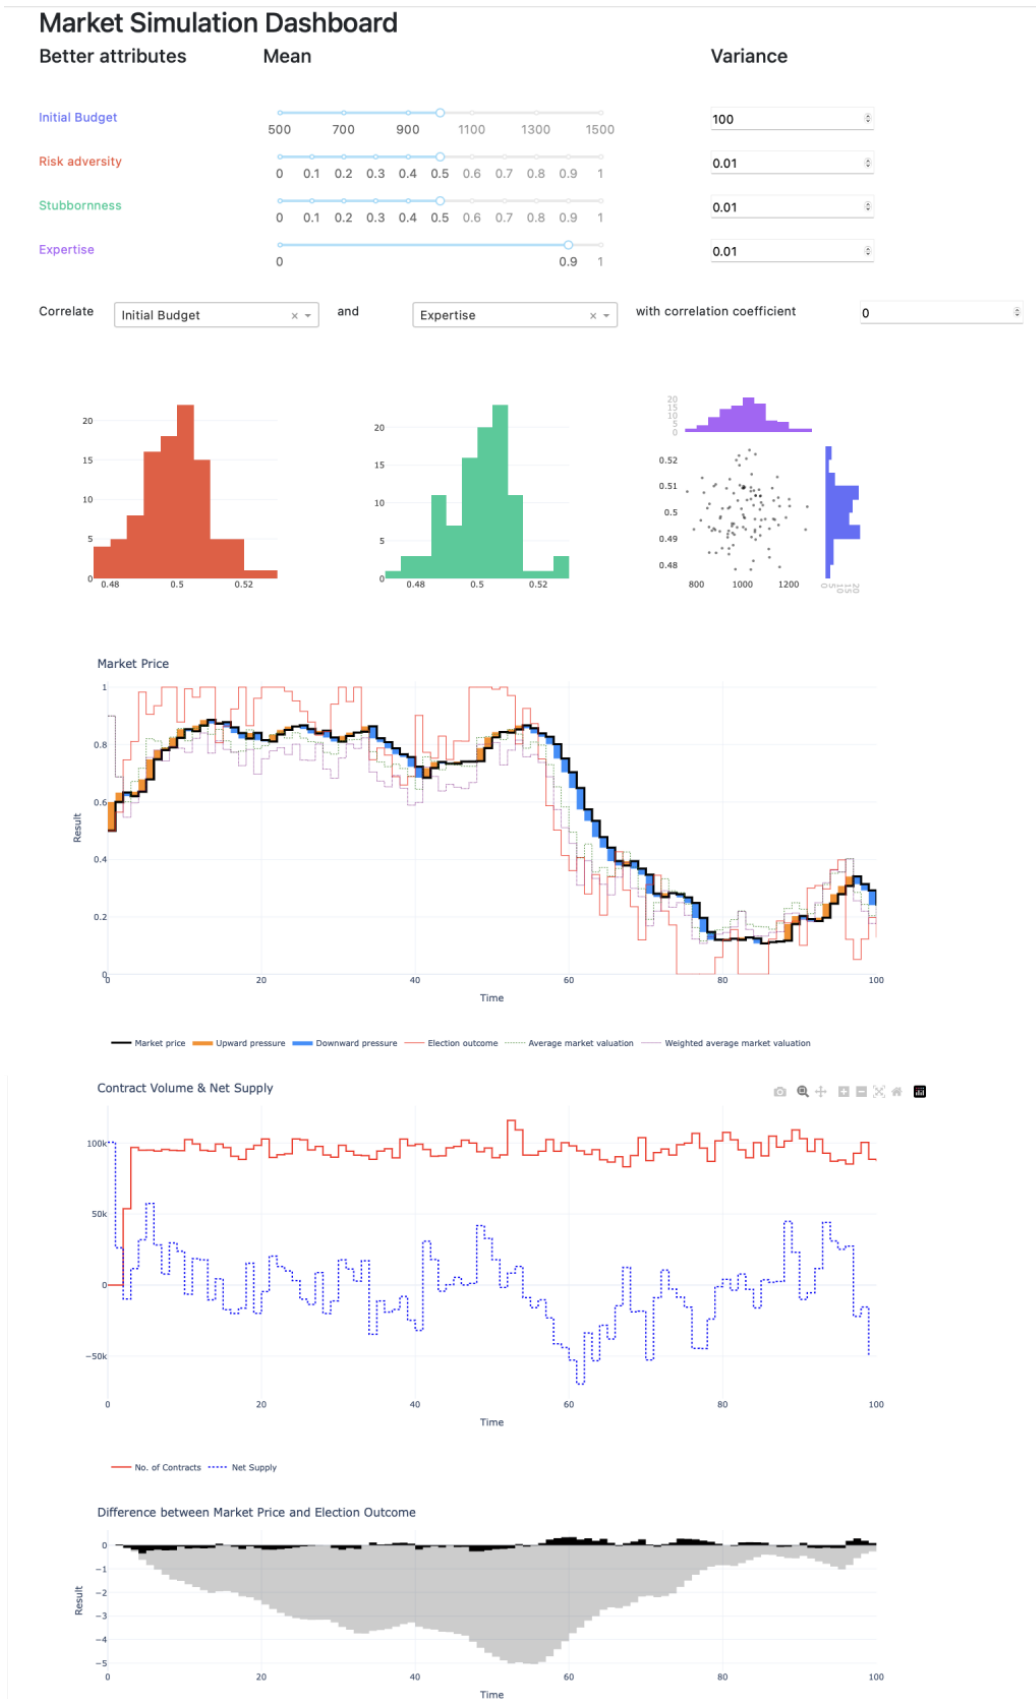 Market Simulation Dashboard
Better attributes Mean Variance
Initial Budget 100
500 700 900 1100 1300 1500
Risk adversity 0.01
0 0.1 0.2 0.3 0.4 0.5 0.6 0.7 0.8 0.9 1
Stubbornness 0.01
0 0.1 0.2 0.3 0.4 0.5 0.6 0.7 0.8 0.9 1
Expertise 0.01
0 0.9 1
Correlate Initial Budget × and Expertise × with correlation coefficient 0
20
15
10
5
0
0.48 0.5 0.52
20
15
10
5
0
0.48 0.5 0.52
20
15
10
5
0
0.52
0.51
0.5
0.49
0.48
800 1000 1200
0 5 10 15 20
Market Price
1
0.8
0.6
0.4
0.2
0
Result
0 20 40 60 80 100
Time
Market price Upward pressure Downward pressure Election outcome Average market valuation Weighted average market valuation
Contract Volume & Net Supply
100k
50k
0
−50k
0 20 40 60 80 100
Time
No. of Contracts Net Supply
Difference between Market Price and Election Outcome
0
−1
−2
−3
−4
−5
Result
0 20 40 60 80 100
Time